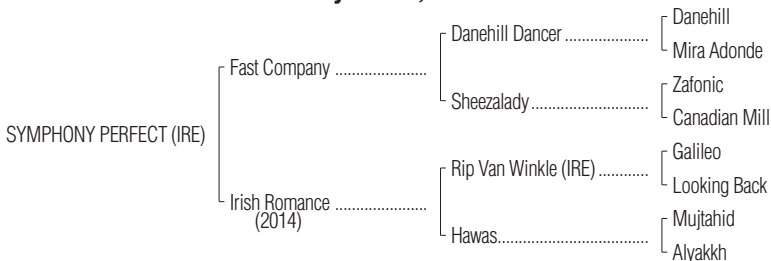 Danehill
Danehill Dancer ....................
Mira Adonde
Fast Company ......................
Zafonic
Sheezalady............................
Canadian Mill
SYMPHONY PERFECT (IRE)
Galileo
Rip Van Winkle (IRE) ............
Looking Back
Irish Romance ......................
(2014)
Mujtahid
Hawas....................................
Alyakkh